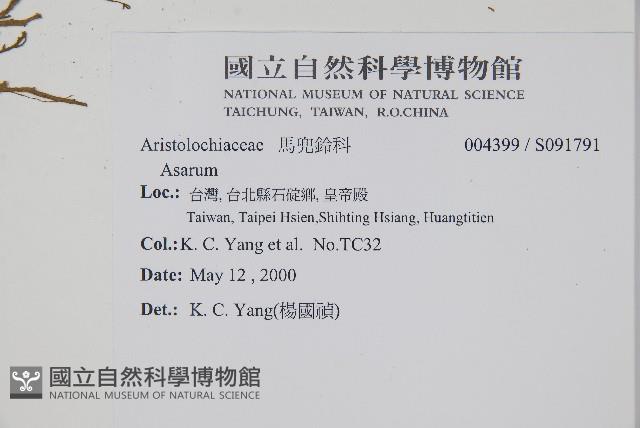 國立自然科學博物館
NATIONAL MUSEUM OF NATURAL SCIENCE
TAICHUNG, TAIWAN, R.O.CHINA
Aristolochiaceae 馬兜鈴科 004399 / S091791
Asarum
Loc.: 台灣, 台北縣石碇鄉, 皇帝殿
Taiwan, Taipei Hsien,Shihting Hsiang, Huangtitien
Col.:K. C. Yang et al. No.TC32
Date: May 12 , 2000
Det.: K. C. Yang(楊國禎)
國立自然科學博物館
NATIONAL MUSEUM OF NATURAL SCIENCE